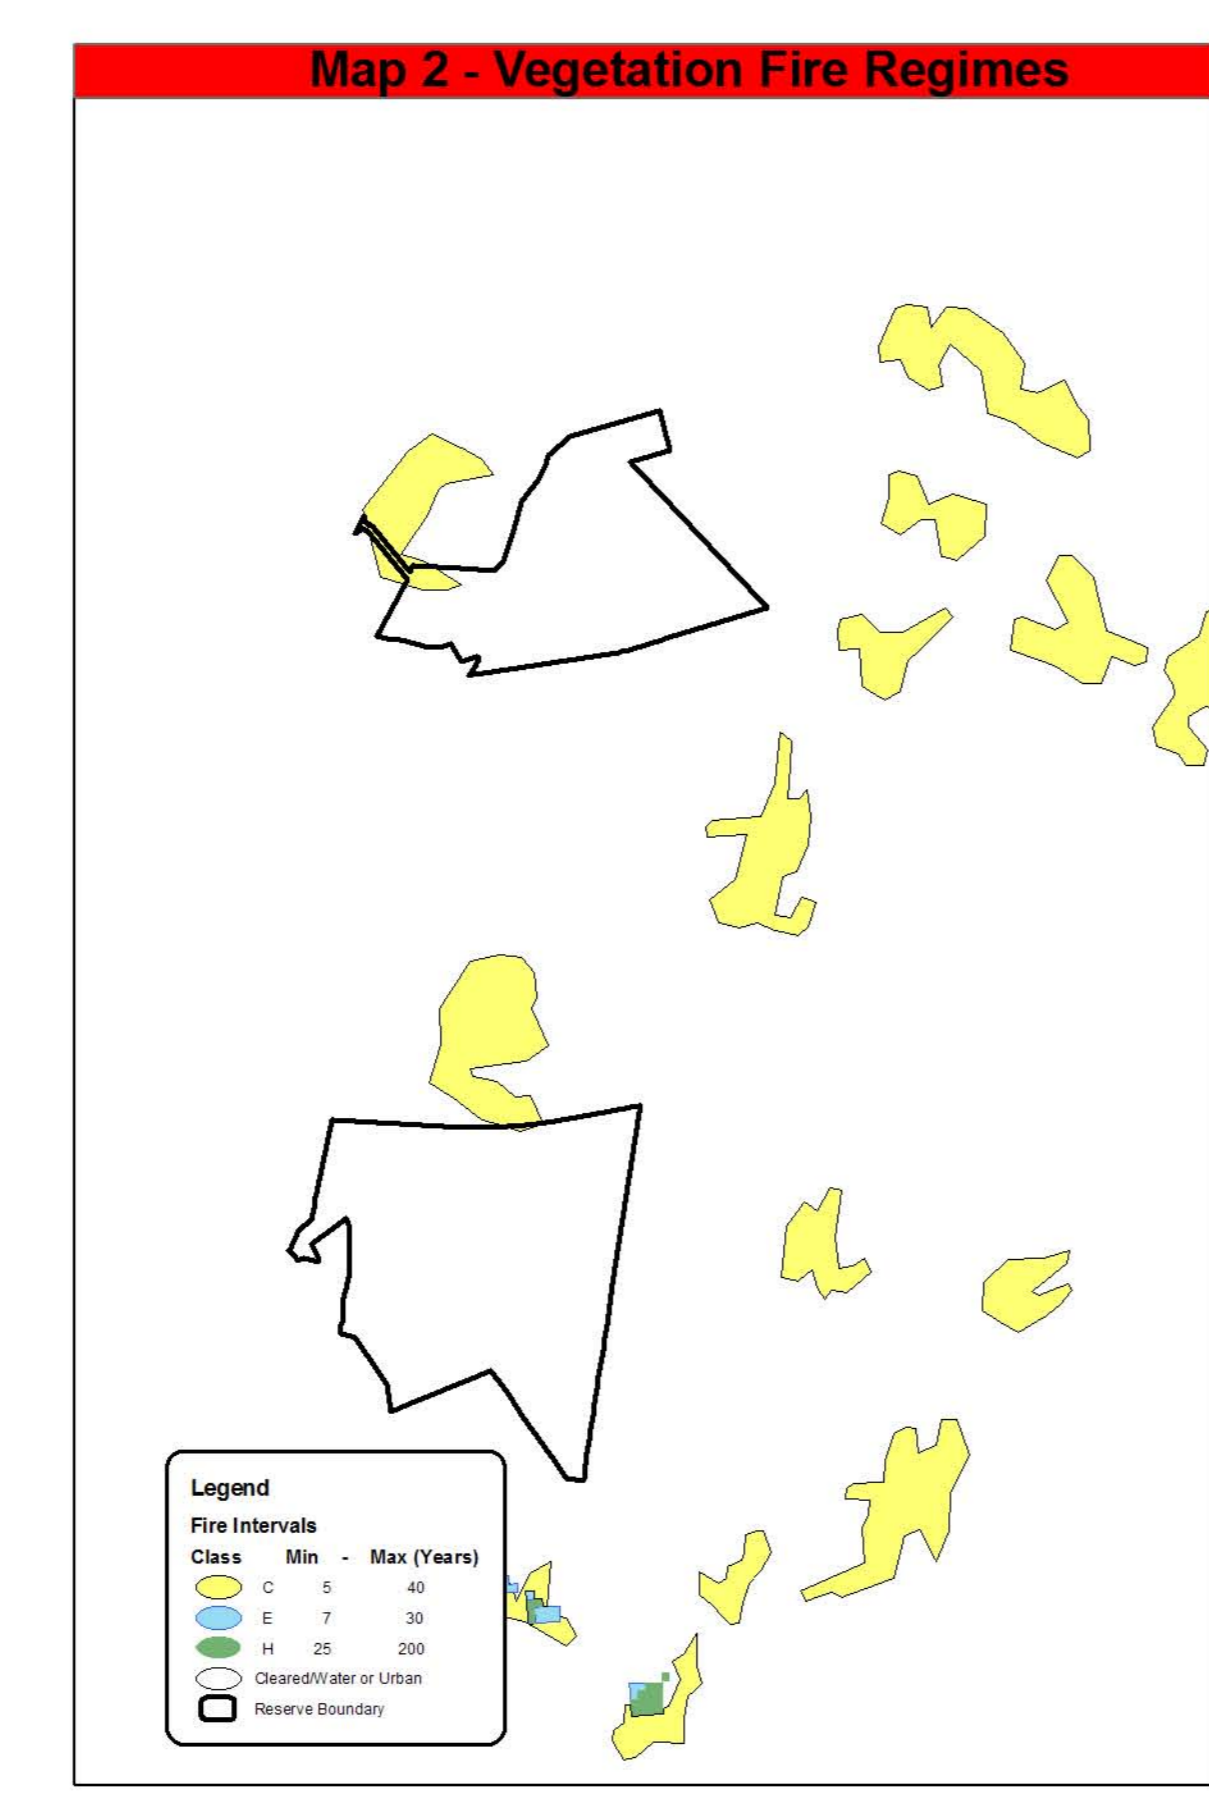 Map 2 - Vegetation Fire Regimes
Legend
Fire Intervals
Class Min - Max (Years)
C 5 40
E 7 30
H 25 200
Cleared/Water or Urban
Reserve Boundary